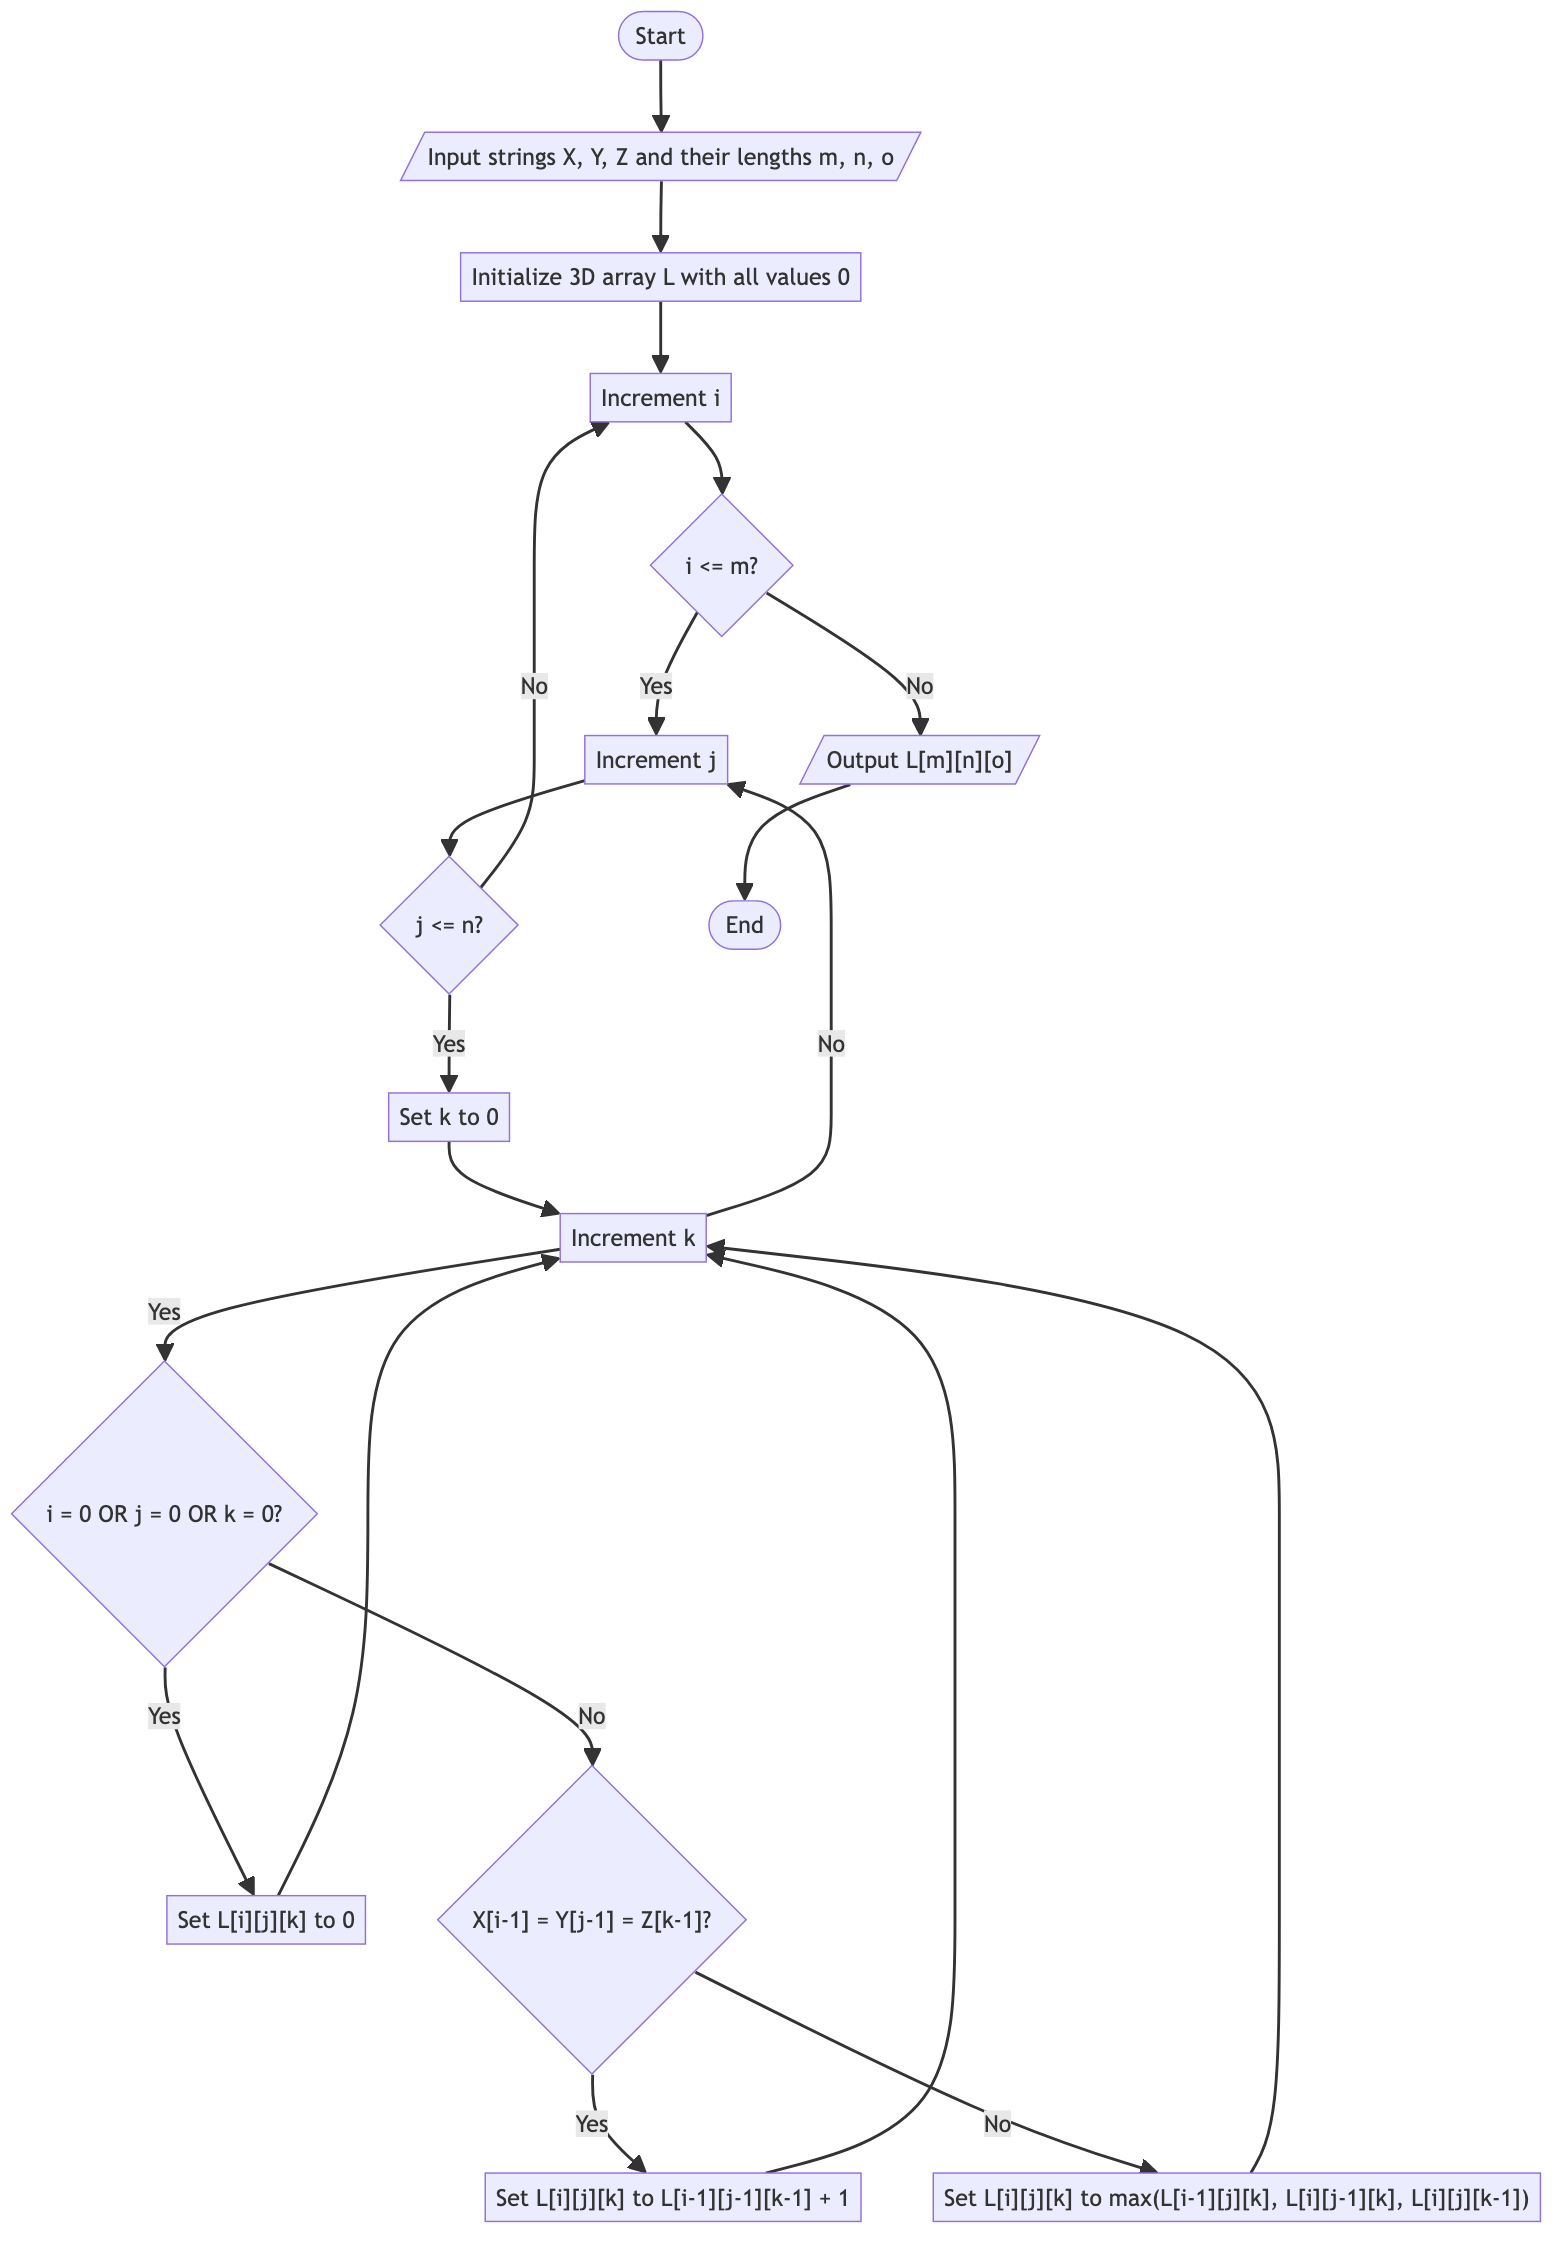 Start
Input strings X, Y, Z and their lengths m, n, o
Initialize 3D array L with all values 0
Increment i
i <= m?
No
Yes
No
Increment j
Output L[m][n][o]
j <= n?
End
Yes
No
Set k to 0
Increment k
Yes
i = 0 OR j = 0 OR k = 0?
Yes
No
Set L[i][j][k] to 0
X[i-1] = Y[j-1] = Z[k-1]?
Yes
No
Set L[i][j][k] to L[i-1][j-1][k-1] + 1
Set L[i][j][k] to max(L[i-1][j][k], L[i][j-1][k], L[i][j][k-1])